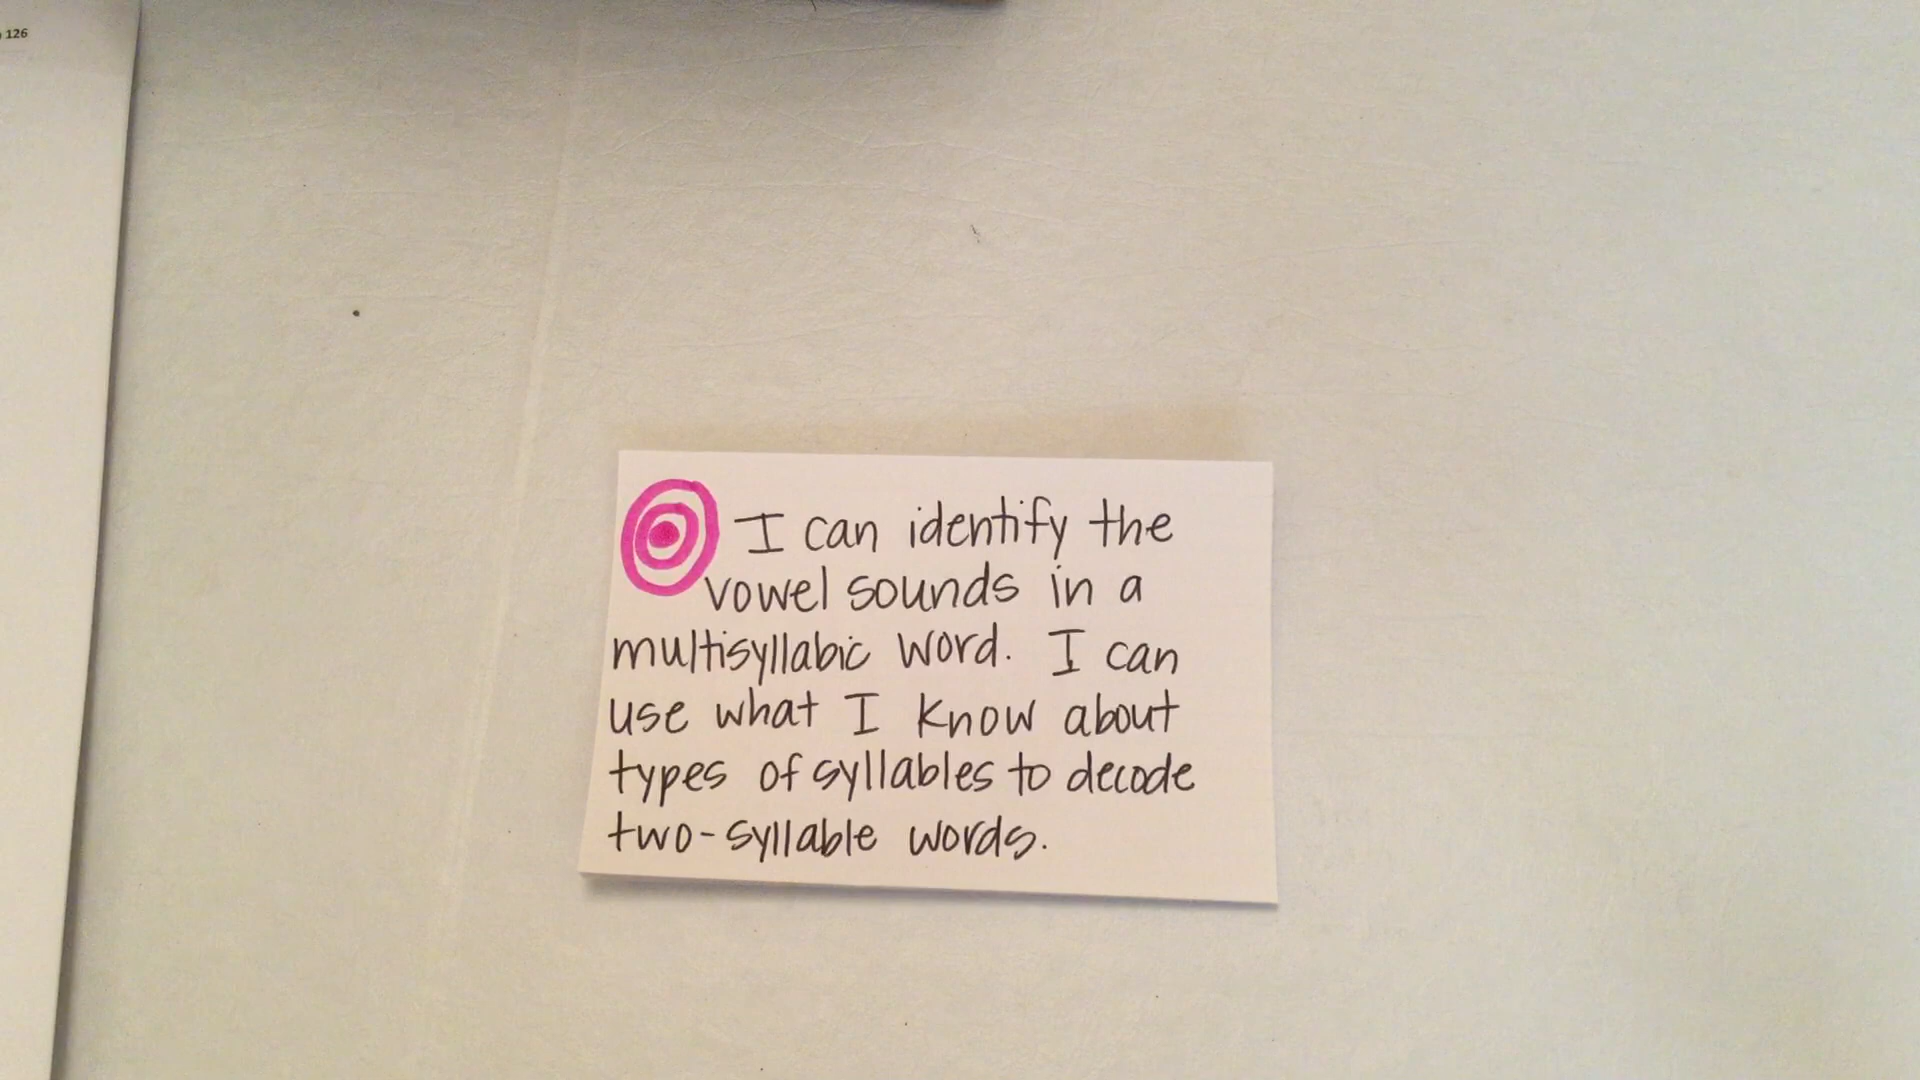 126
I can identify the
vowel sounds in a
multisyllabic word. I can
use what I know about
types of syllables to decode
two-syllable words.